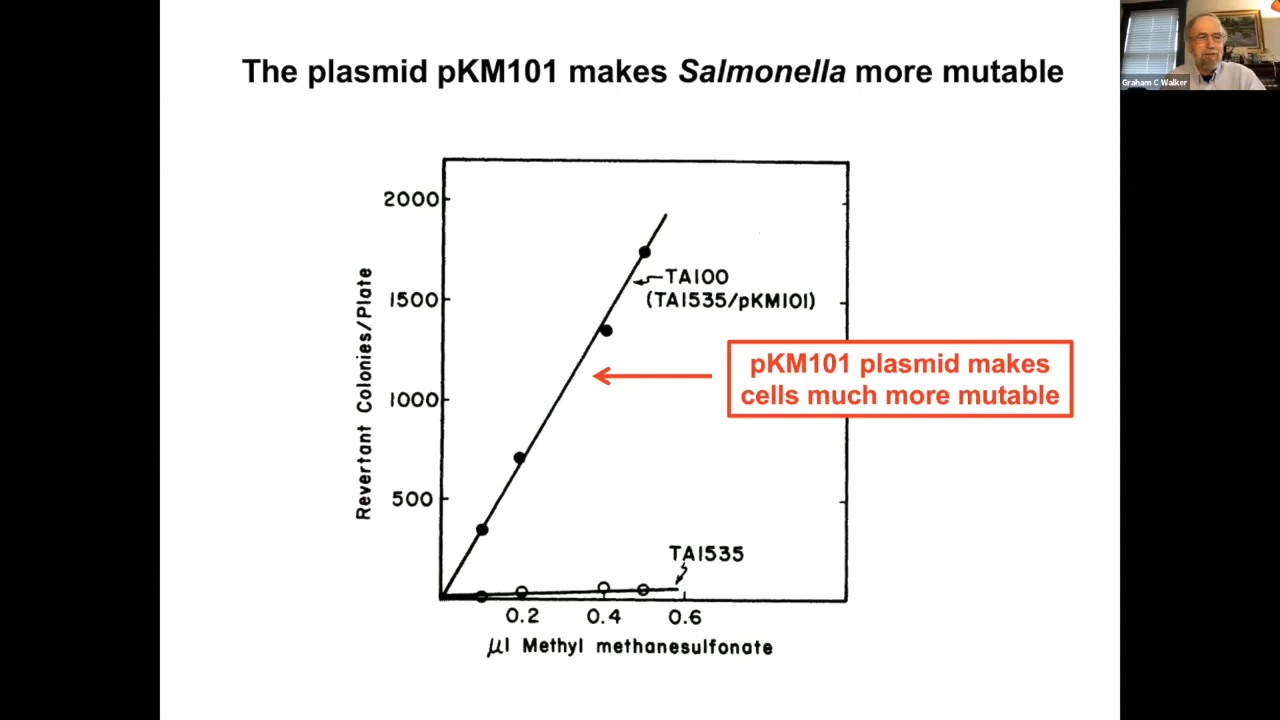 The plasmid pKM101 makes Salmonella more mutable
Graham C Walker
2000
1500
1000
500
Revertant Colonies/Plate
TA100
(TA1535/pKM101)
pKM101 plasmid makes
cells much more mutable
TA1535
0.2 0.4 0.6
μl Methyl methanesulfonate